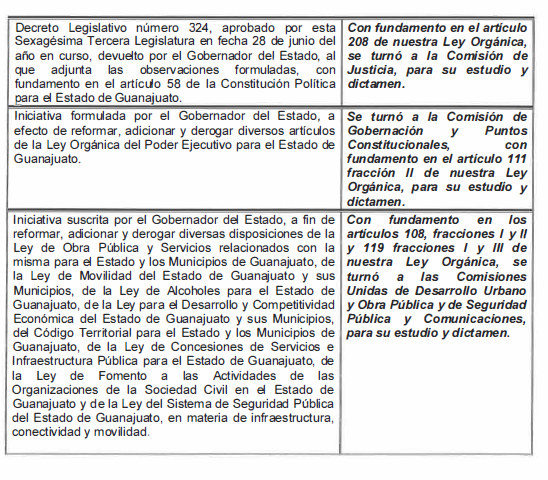 Decreto Legislativo número 324, aprobado por esta
Sexagésima Tercera Legislatura en fecha 28 de junio del
año en curso, devuelto por el Gobernador del Estado, al
que adjunta las observaciones formuladas, con
fundamento en el artículo 58 de la Constitución Política
para el Estado de Guanajuato.
Con fundamento en el artículo
208 de nuestra Ley Orgánica,
se turnó a la Comisión de
Justicia, para su estudio y
dictamen.
Iniciativa formulada por el Gobernador del Estado, a
efecto de reformar, adicionar y derogar diversos artículos
de la Ley Orgánica del Poder Ejecutivo para el Estado de
Guanajuato.
Se turnó a la Comisión de
Gobernación y Puntos
Constitucionales, con
fundamento en el artículo 111
fracción II de nuestra Ley
Orgánica, para su estudio y
dictamen.
Iniciativa suscrita por el Gobernador del Estado, a fin de
reformar, adicionar y derogar diversas disposiciones de la
Ley de Obra Pública y Servicios relacionados con la
misma para el Estado y los Municipios de Guanajuato, de
la Ley de Movilidad del Estado de Guanajuato y sus
Municipios, de la Ley de Alcoholes para el Estado de
Guanajuato, de la Ley para el Desarrollo y Competitividad
Económica del Estado de Guanajuato y sus Municipios,
del Código Territorial para el Estado y los Municipios de
Guanajuato, de la Ley de Concesiones de Servicios e
Infraestructura Pública para el Estado de Guanajuato, de
la Ley de Fomento a las Actividades de las
Organizaciones de la Sociedad Civil en el Estado de
Guanajuato y de la Ley del Sistema de Seguridad Pública
del Estado de Guanajuato, en materia de infraestructura,
conectividad y movilidad.
Con fundamento en los
artículos 108, fracciones I y II
y 119 fracciones I y III de
nuestra Ley Orgánica, se
turnó a las Comisiones
Unidas de Desarrollo Urbano
y Obra Pública y de Seguridad
Pública y Comunicaciones,
para su estudio y dictamen.